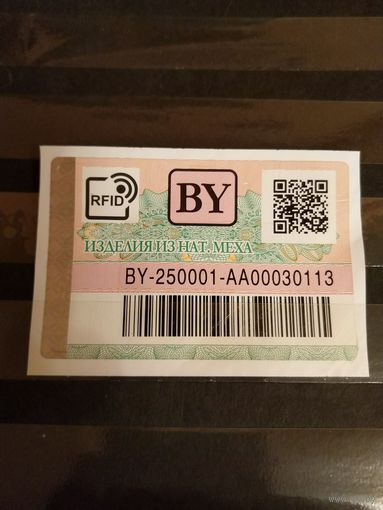 RFID
BY
ИЗДЕЛИЯ ИЗ НАТ. МЕХА
BY-250001-AA00030113